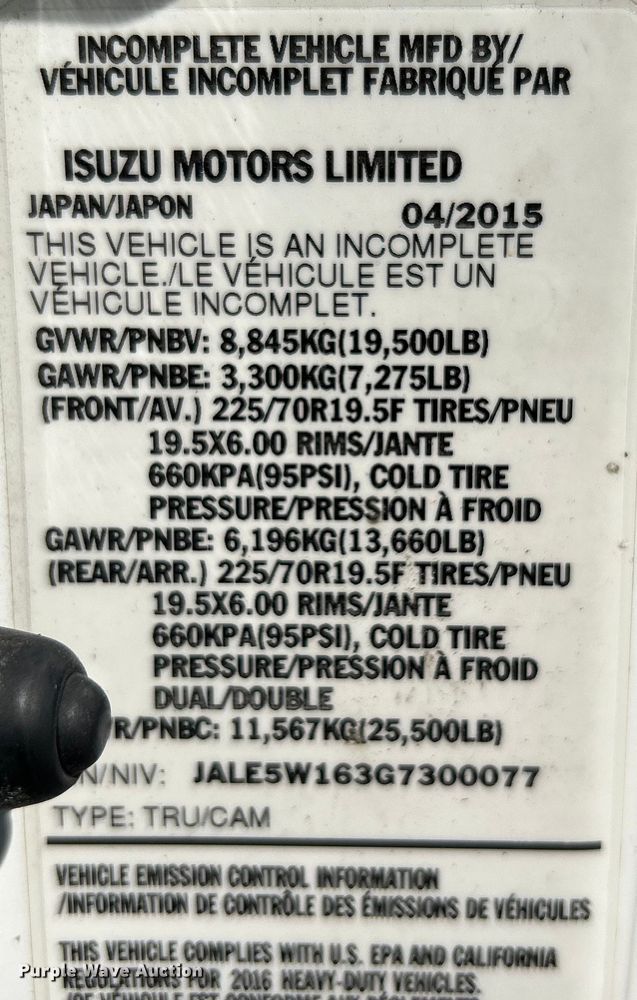 INCOMPLETE VEHICLE MFD BY/
VÉHICULE INCOMPLET FABRIQUÉ PAR
ISUZU MOTORS LIMITED
JAPAN/JAPON 04/2015
THIS VEHICLE IS AN INCOMPLETE
VEHICLE./LE VÉHICULE EST UN
VÉHICULE INCOMPLET.
GVWR/PNBV: 8,845KG(19,500LB)
GAWR/PNBE: 3,300KG(7,275LB)
(FRONT/AV.) 225/70R19.5F TIRES/PNEU
19.5X6.00 RIMS/JANTE
660KPA(95PSI), COLD TIRE
PRESSURE/PRESSION À FROID
GAWR/PNBE: 6,196KG(13,660LB)
(REAR/ARR.) 225/70R19.5F TIRES/PNEU
19.5X6.00 RIMS/JANTE
660KPA(95PSI), COLD TIRE
PRESSURE/PRESSION À FROID
DUAL/DOUBLE
R/PNBC: 11,567KG(25,500LB)
N/NIV: JALE5W163G7300077
TYPE: TRU/CAM
VEHICLE EMISSION CONTROL INFORMATION
/INFORMATION DE CONTRÔLE DES ÉMISSIONS DE VÉHICULES
THIS VEHICLE COMPLIES WITH U.S. EPA AND CALIFORNIA
REGULATIONS FOR 2016 HEAVY-DUTY VEHICLES.
Purple Wave Auction